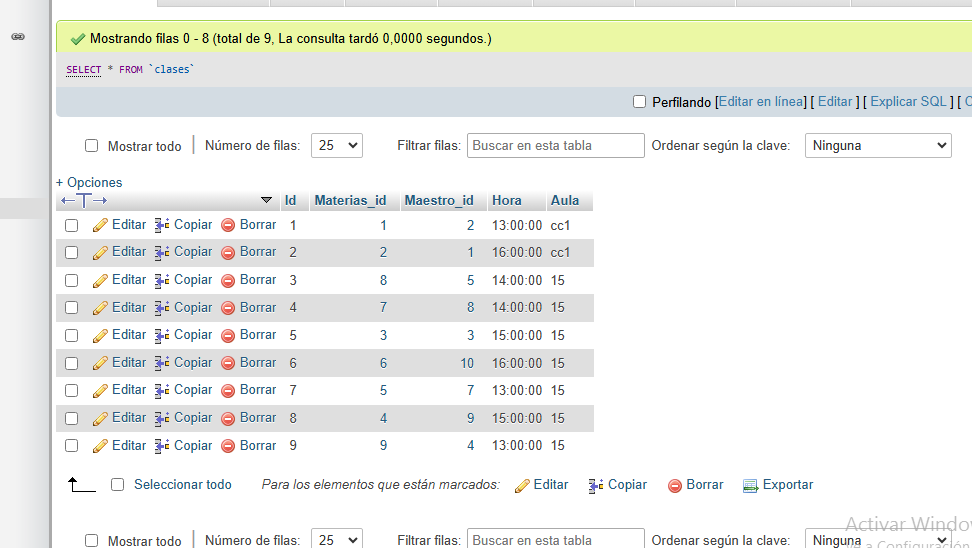 Mostrando filas 0 - 8 (total de 9, La consulta tardó 0,0000 segundos.)
SELECT * FROM `clases`
Perfilando [Editar en línea] [ Editar ] [ Explicar SQL ] [
Mostrar todo | Número de filas: 25 Filtrar filas: Buscar en esta tabla Ordenar según la clave: Ninguna
+ Opciones
←T→ Id Materias_id Maestro_id Hora Aula
Editar Copiar Borrar 1 1 2 13:00:00 cc1
Editar Copiar Borrar 2 2 1 16:00:00 cc1
Editar Copiar Borrar 3 8 5 14:00:00 15
Editar Copiar Borrar 4 7 8 14:00:00 15
Editar Copiar Borrar 5 3 3 15:00:00 15
Editar Copiar Borrar 6 6 10 16:00:00 15
Editar Copiar Borrar 7 5 7 13:00:00 15
Editar Copiar Borrar 8 4 9 15:00:00 15
Editar Copiar Borrar 9 9 4 13:00:00 15
Seleccionar todo Para los elementos que están marcados: Editar Copiar Borrar Exportar
Activar Window
Mostrar todo | Número de filas: 25 Filtrar filas: Buscar en esta tabla Ordenar según la clave: Ninguna
a Configuración